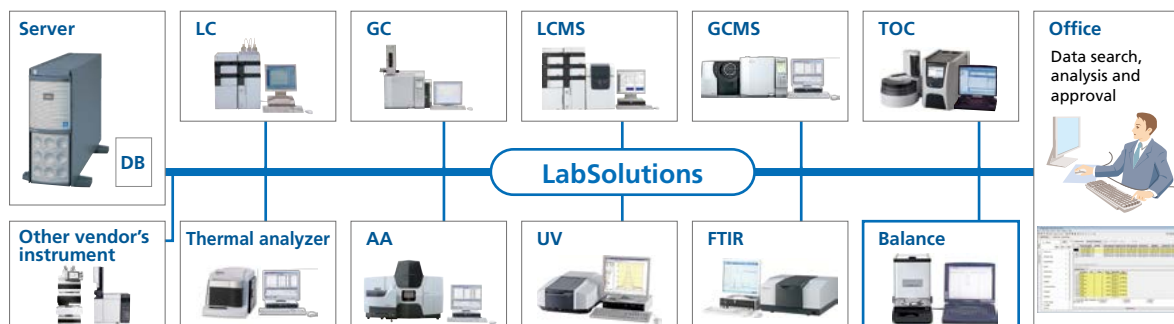 Server
LC
GC
LCMS
GCMS
TOC
Office
Data search,
analysis and
approval
DB
LabSolutions
Other vendor's
instrument
Thermal analyzer
AA
UV
FTIR
Balance